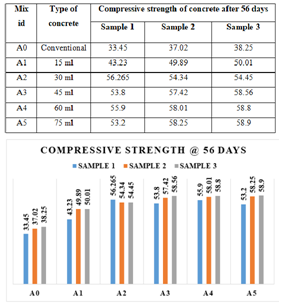 Mix id Type of concrete Compressive strength of concrete after 56 days
Sample 1 Sample 2 Sample 3
A0 Conventional 33.45 37.02 38.25
A1 15 ml 43.23 49.89 50.01
A2 30 ml 56.265 54.34 54.45
A3 45 ml 53.8 57.42 58.56
A4 60 ml 55.9 58.01 58.8
A5 75 ml 53.2 58.25 58.9
COMPRESSIVE STRENGTH @ 56 DAYS
SAMPLE 1 SAMPLE 2 SAMPLE 3
33.45 37.02 38.25 43.23 49.89 50.01 56.265 54.34 54.45 53.8 57.42 58.56 55.9 58.01 58.8 53.2 58.25 58.9
A0 A1 A2 A3 A4 A5